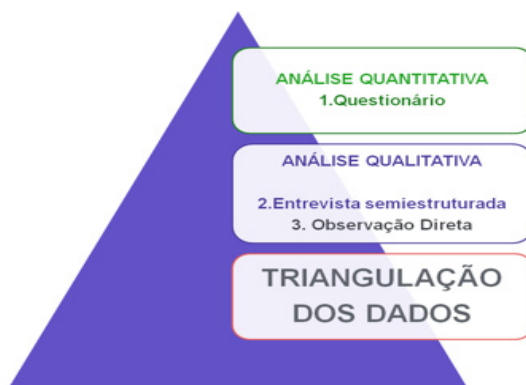 ANÁLISE QUANTITATIVA
1.Questionário
ANÁLISE QUALITATIVA
2.Entrevista semiestruturada
3. Observação Direta
TRIANGULAÇÃO
DOS DADOS